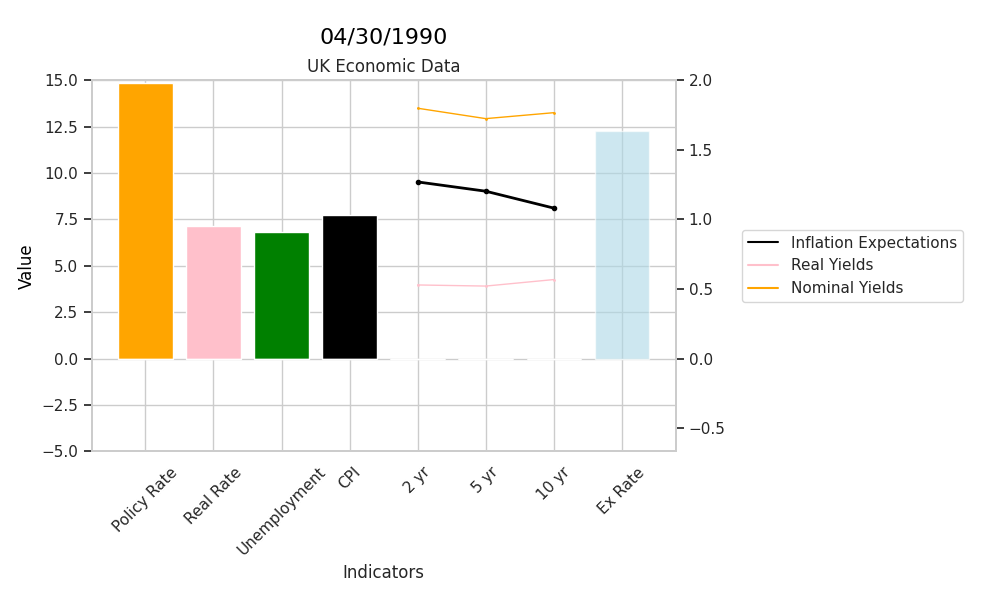 04/30/1990
UK Economic Data
15.0
12.5
10.0
7.5
5.0
2.5
0.0
−2.5
−5.0
Value
2.0
1.5
1.0
0.5
0.0
−0.5
Inflation Expectations
Real Yields
Nominal Yields
Policy Rate
Real Rate
Unemployment
CPI
2 yr
5 yr
10 yr
Ex Rate
Indicators